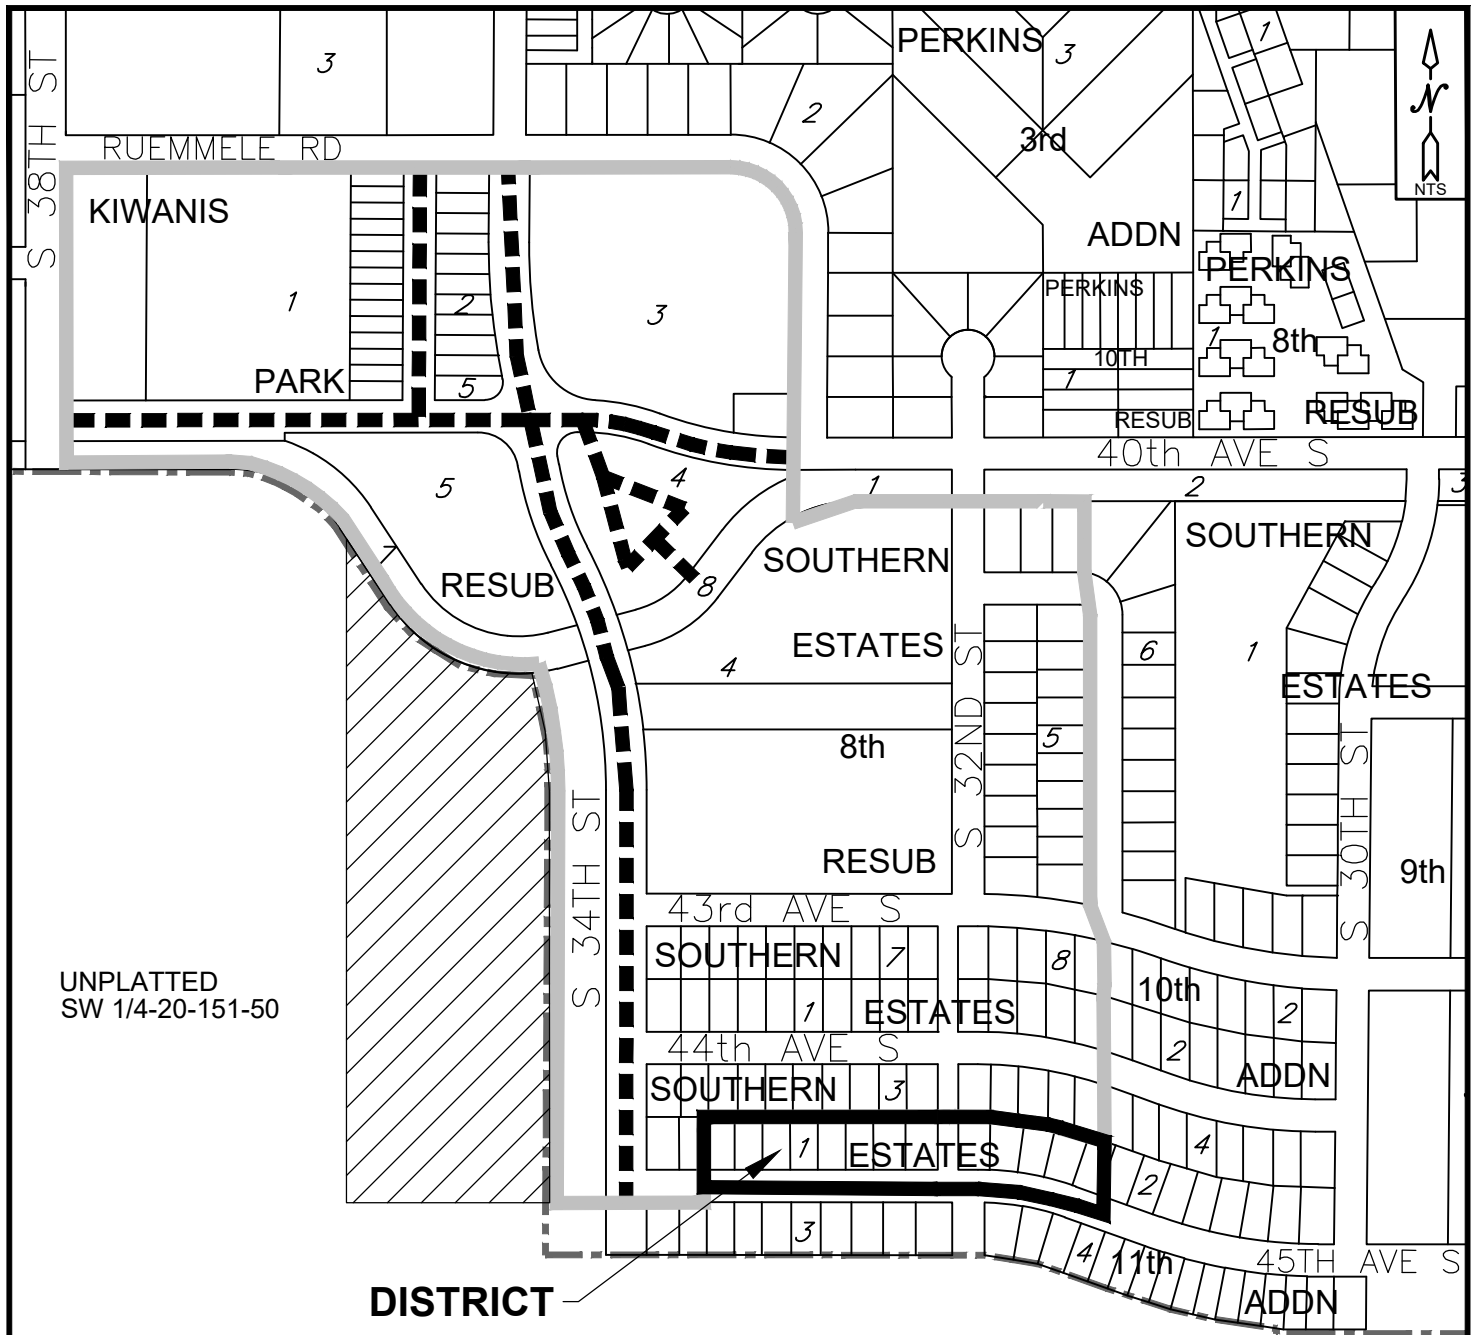 PERKINS
3
1
3
S 38TH ST
2
3rd
N
NTS
RUEMMELE RD
KIWANIS
1
ADDN
PERKINS
PERKINS
1
2
3
1
8th
10TH
PARK
5
1
RESUB
RESUB
40th AVE S
5
4
1
2
3
SOUTHERN
7
SOUTHERN
RESUB
8
ESTATES
6
1
4
ESTATES
S 32ND ST
5
8th
S 30TH ST
S 34TH ST
RESUB
9th
43rd AVE S
SOUTHERN
7
8
UNPLATTED
SW 1/4-20-151-50
10th
1
ESTATES
2
44th AVE S
2
ADDN
SOUTHERN
3
1
ESTATES
4
2
3
4
11th
45TH AVE S
DISTRICT
ADDN